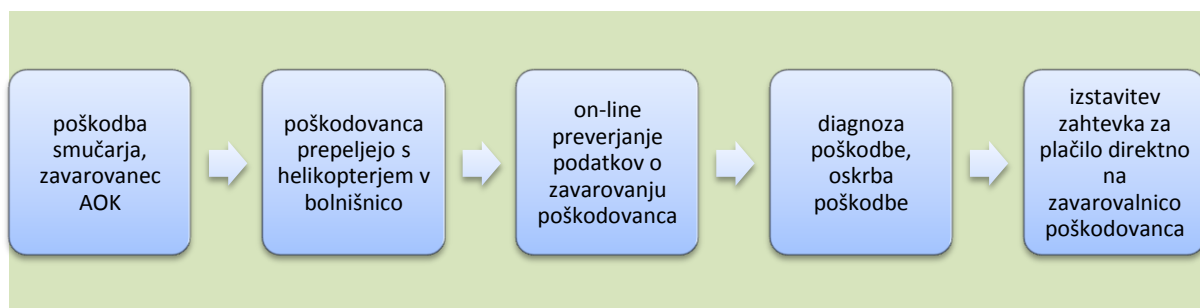 poškodba
smučarja,
zavarovanec
AOK
poškodovanca
prepeljejo s
helikopterjem v
bolnišnico
on-line
preverjanje
podatkov o
zavarovanju
poškodovanca
diagnoza
poškodbe,
oskrba
poškodbe
izstavitev
zahtevka za
plačilo direktno
na
zavarovalnico
poškodovanca